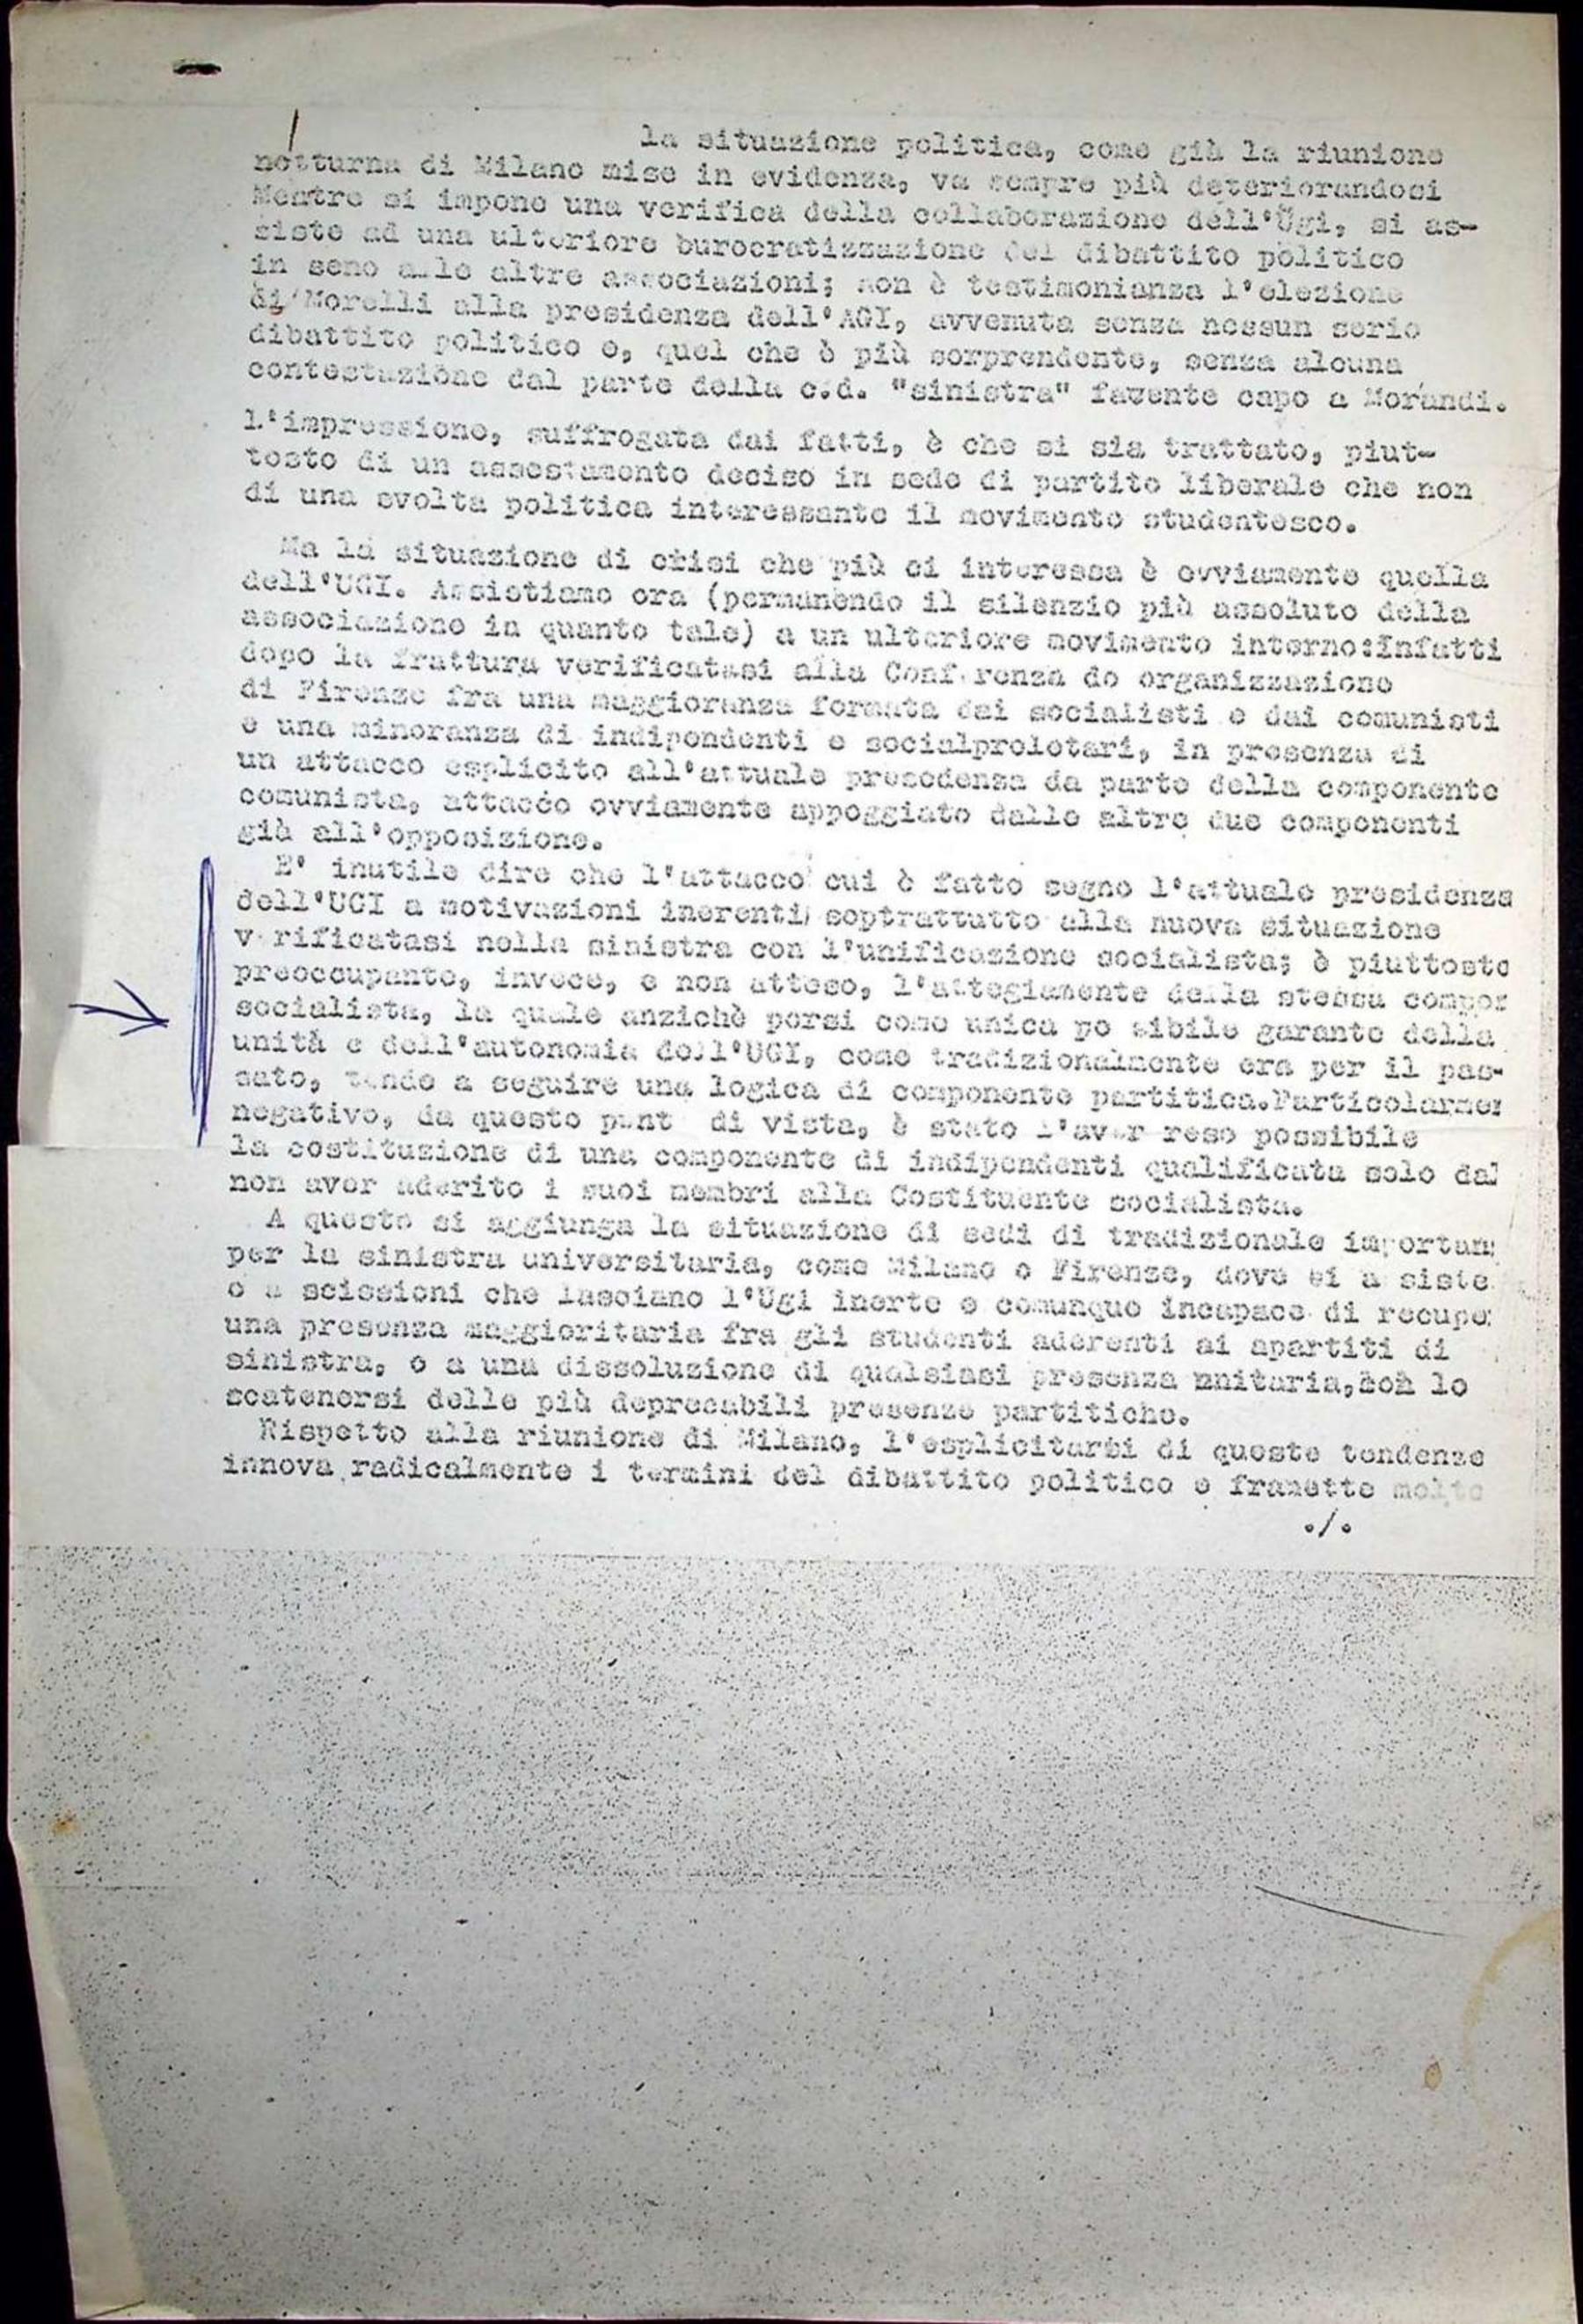 la situazione politica, come già la riunione
notturna di Milano mise in evidenza, va sempre più deteriorandosi
Mentre si impone una verifica della collaborazione dell'Ugi, si as-
siste ad una ulteriore burocratizzazione del dibattito politico
in seno alle altre associazioni; non è testimonianza l'elezione
di Morelli alla presidenza dell'AGI, avvenuta senza nessun serio
dibattito politico e, quel che è più sorprendente, senza alcuna
contestazione dal parte della c.d. "sinistra" facente capo a Morandi.
L'impressione, suffrogata dai fatti, è che si sia trattato, piut-
tosto di un assestamento deciso in sede di partito liberale che non
di una svolta politica interessante il movimento studentesco.
Ma la situazione di crisi che più ci interessa è ovviamente quella
dell'UGI. Assistiamo ora (permanendo il silenzio più assoluto della
associazione in quanto tale) a un ulteriore movimento interno:Infatti
dopo la frattura verificatasi alla Conf renza do organizzazione
di Firenze fra una maggioranza formata dai socialisti e dai comunisti
e una minoranza di indipendenti e socialproletari, in presenza di
un attacco esplicito all'attuale presedenza da parte della componente
comunista, attacco ovviamente appoggiato dalle altre due componenti
già all'opposizione.
E' inutile dire che l'attacco cui è fatto segno l'attuale presidenza
dell'UGI a motivazioni inerenti soptrattutto alla nuova situazione
v rificatasi nella sinistra con l'unificazione socialista; è piuttosto
preoccupante, invece, e non atteso, l'attegiamente della stessa compon
socialista, la quale anzichè porsi come unica po sibile garante della
unità e dell'autonomia dell'UGI, come tradizionalmente era per il pas-
sato, tende a seguire una logica di componente partitica.Particolarmen
negativo, da questo punt di vista, è stato l'aver reso possibile
la costituzione di una componente di indipendenti qualificata solo dal
non aver aderito i suoi membri alla Costituente socialista.
A questo si aggiunga la situazione di sedi di tradizionale importan
per la sinistra universitaria, come Milano o Firenze, dove si a siste
o a scissioni che lasciano l'Ugi inerte e comunque incapace di recupe
una presenza maggioritaria fra gli studenti aderenti ai apartiti di
sinistra, o a una dissoluzione di qualsiasi presenza unitaria, lo
scatenersi delle più deprecabili presenze partitiche.
Rispetto alla riunione di Milano, l'esplicitarsi di queste tendenze
innova radicalmente i termini del dibattito politico e framette molte
./.